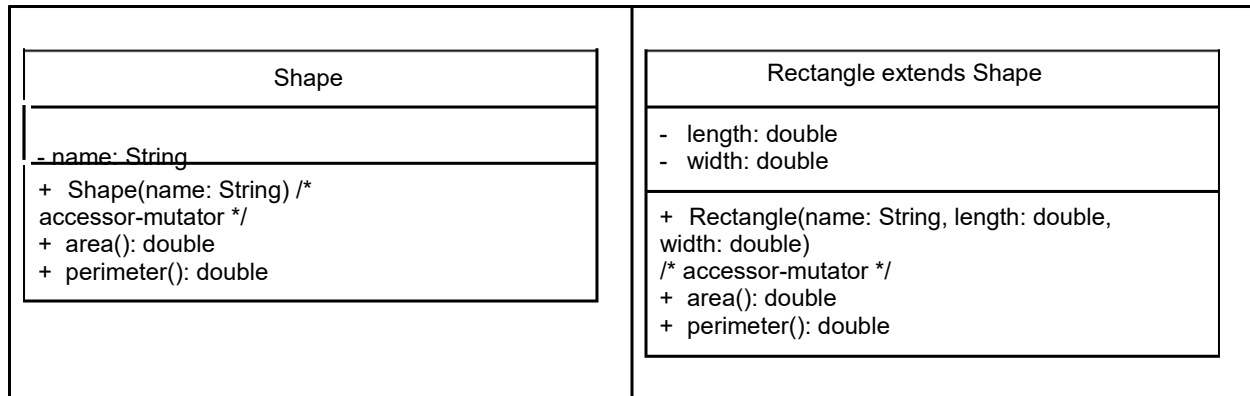 Shape
- name: String
+ Shape(name: String) /*
accessor-mutator */
+ area(): double
+ perimeter(): double
Rectangle extends Shape
- length: double
- width: double
+ Rectangle(name: String, length: double,
width: double)
/* accessor-mutator */
+ area(): double
+ perimeter(): double